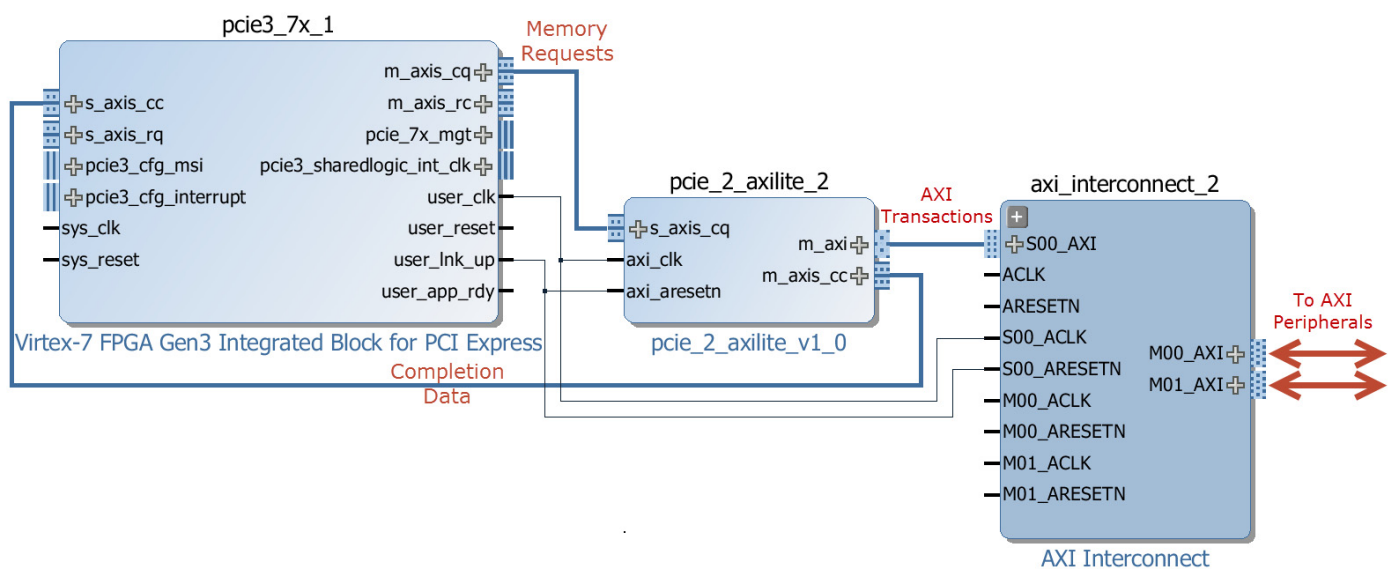 pcie3_7x_1
Memory
Requests
m_axis_cq
s_axis_cc
m_axis_rc
s_axis_rq
pcie_7x_mgt
pcie3_cfg_msi
pcie3_sharedlogic_int_clk
pcie3_cfg_interrupt
user_clk
sys_clk
user_reset
sys_reset
user_lnk_up
user_app_rdy
Virtex-7 FPGA Gen3 Integrated Block for PCI Express
Completion
Data
pcie_2_axilite_2
s_axis_cq
m_axi
axi_clk
m_axis_cc
axi_aresetn
pcie_2_axilite_v1_0
AXI
Transactions
axi_interconnect_2
S00_AXI
ACLK
ARESETN
S00_ACLK
M00_AXI
S00_ARESETN
M01_AXI
M00_ACLK
M00_ARESETN
M01_ACLK
M01_ARESETN
AXI Interconnect
To AXI
Peripherals